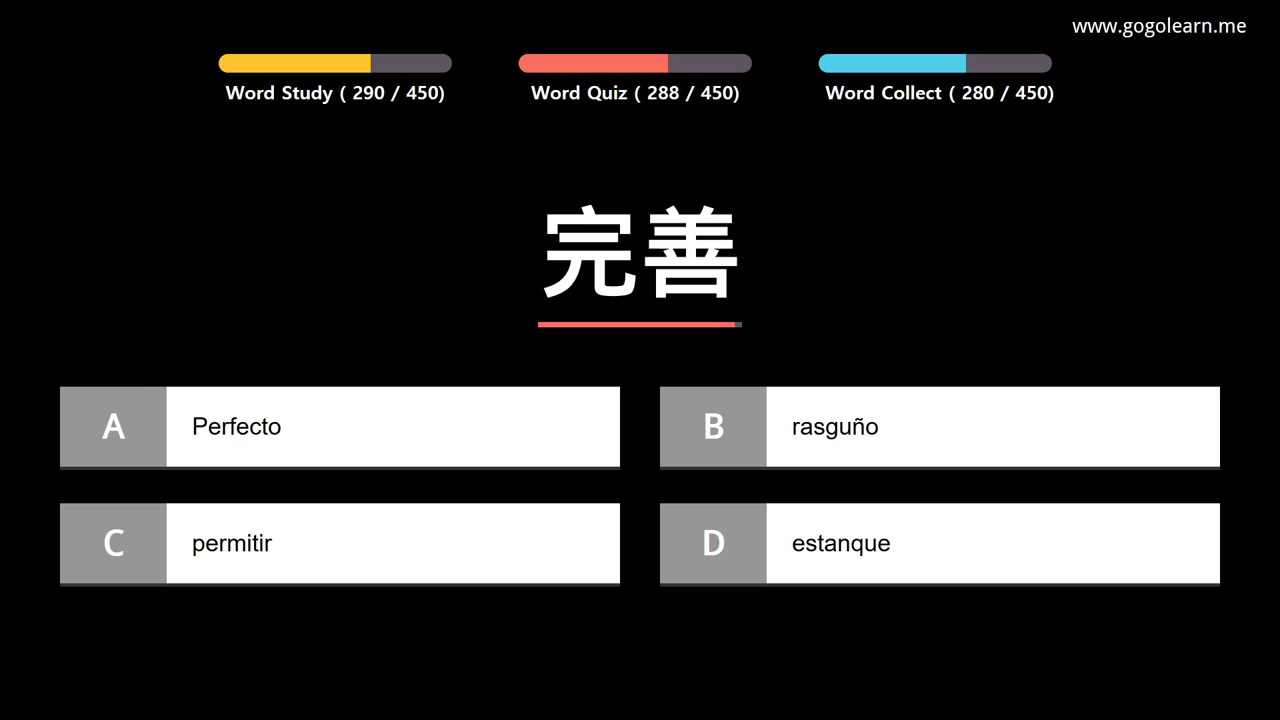 www.gogolearn.me
Word Study ( 290 / 450)
Word Quiz ( 288 / 450)
Word Collect ( 280 / 450)
完善
A Perfecto
B rasguño
C permitir
D estanque